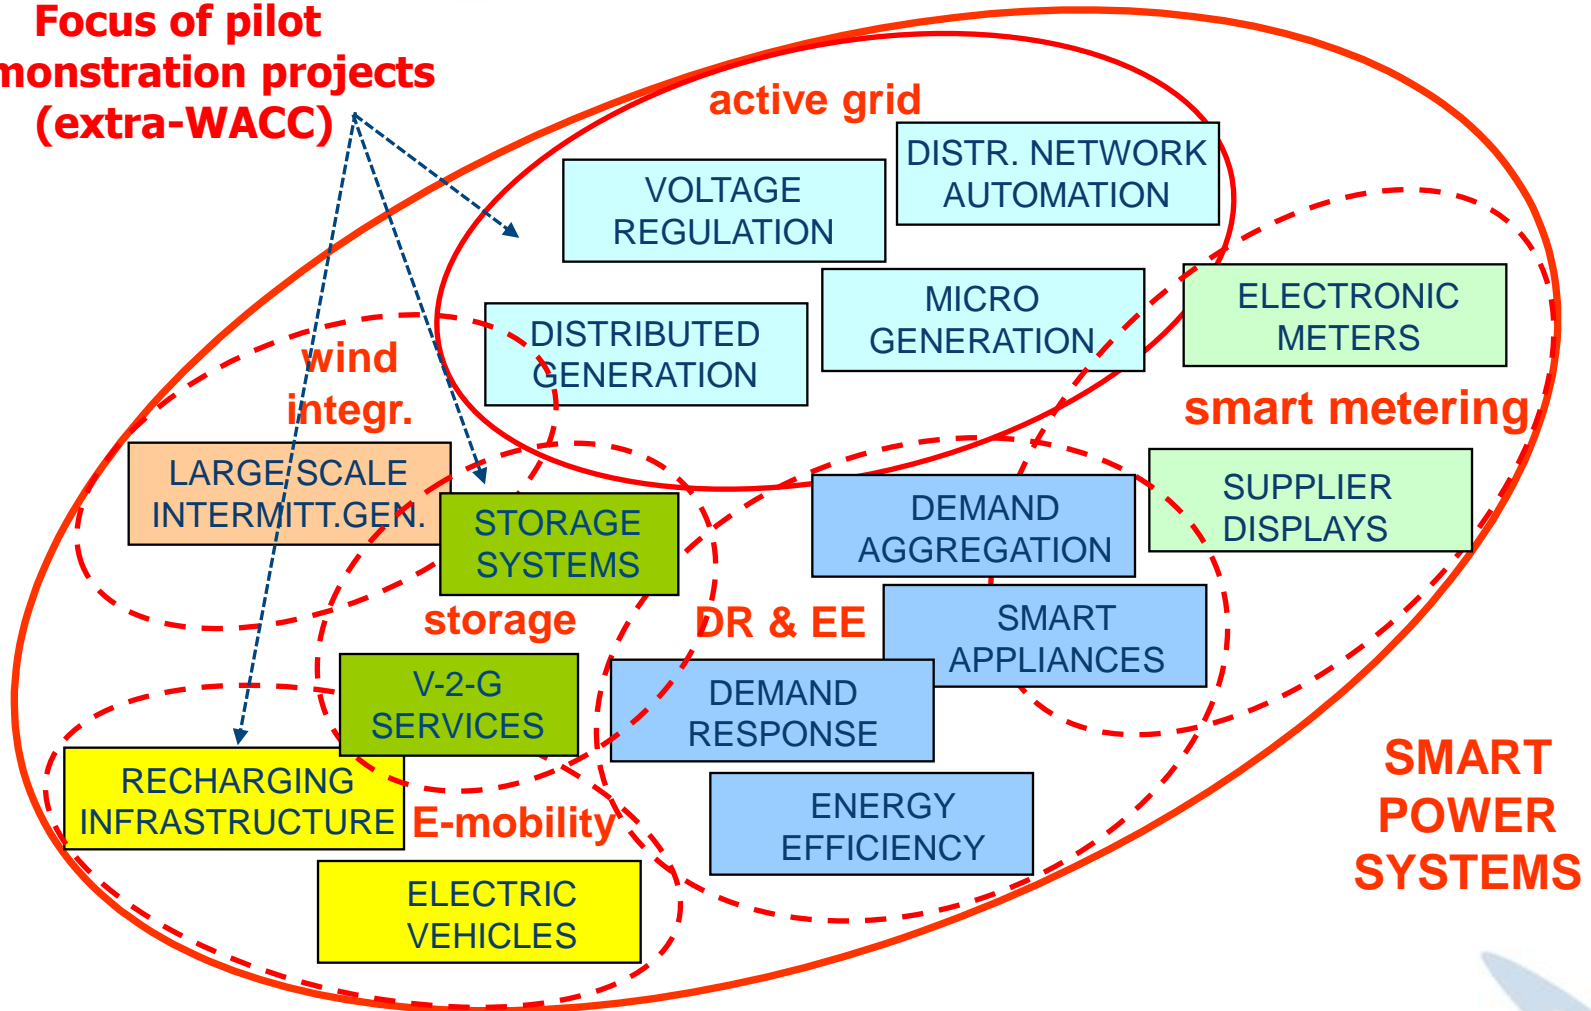 Focus of pilot
monstration projects
(extra-WACC)
active grid
DISTR. NETWORK
AUTOMATION
VOLTAGE
REGULATION
ELECTRONIC
METERS
MICRO
GENERATION
DISTRIBUTED
GENERATION
wind
integr.
smart metering
LARGE SCALE
INTERMITT.GEN.
SUPPLIER
DISPLAYS
DEMAND
AGGREGATION
STORAGE
SYSTEMS
storage
DR & EE
SMART
APPLIANCES
V-2-G
SERVICES
DEMAND
RESPONSE
RECHARGING
INFRASTRUCTURE
E-mobility
ENERGY
EFFICIENCY
SMART
POWER
SYSTEMS
ELECTRIC
VEHICLES